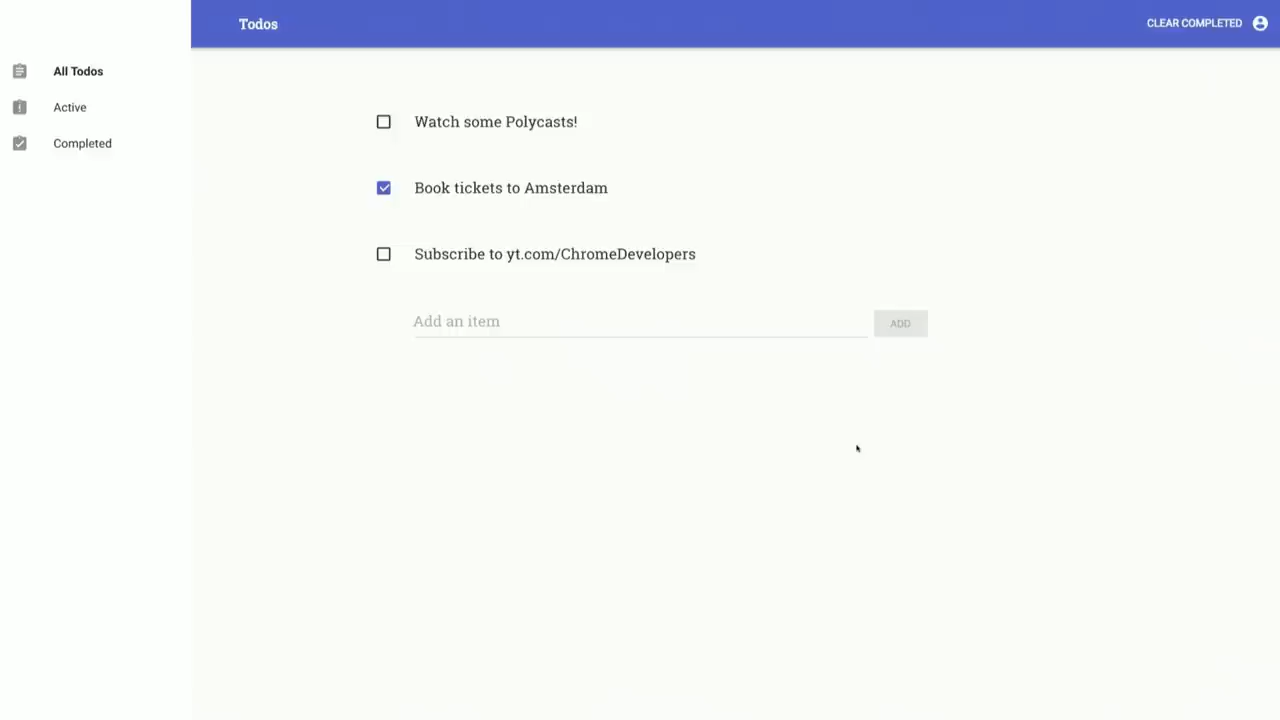 Todos
CLEAR COMPLETED
All Todos
Active
Completed
Watch some Polycasts!
Book tickets to Amsterdam
Subscribe to yt.com/ChromeDevelopers
Add an item
ADD